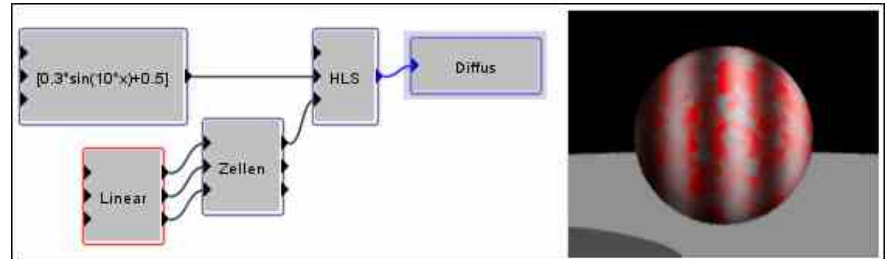 [0.3*sin(10*x)+0.5]
HLS
Diffus
Linear
Zellen